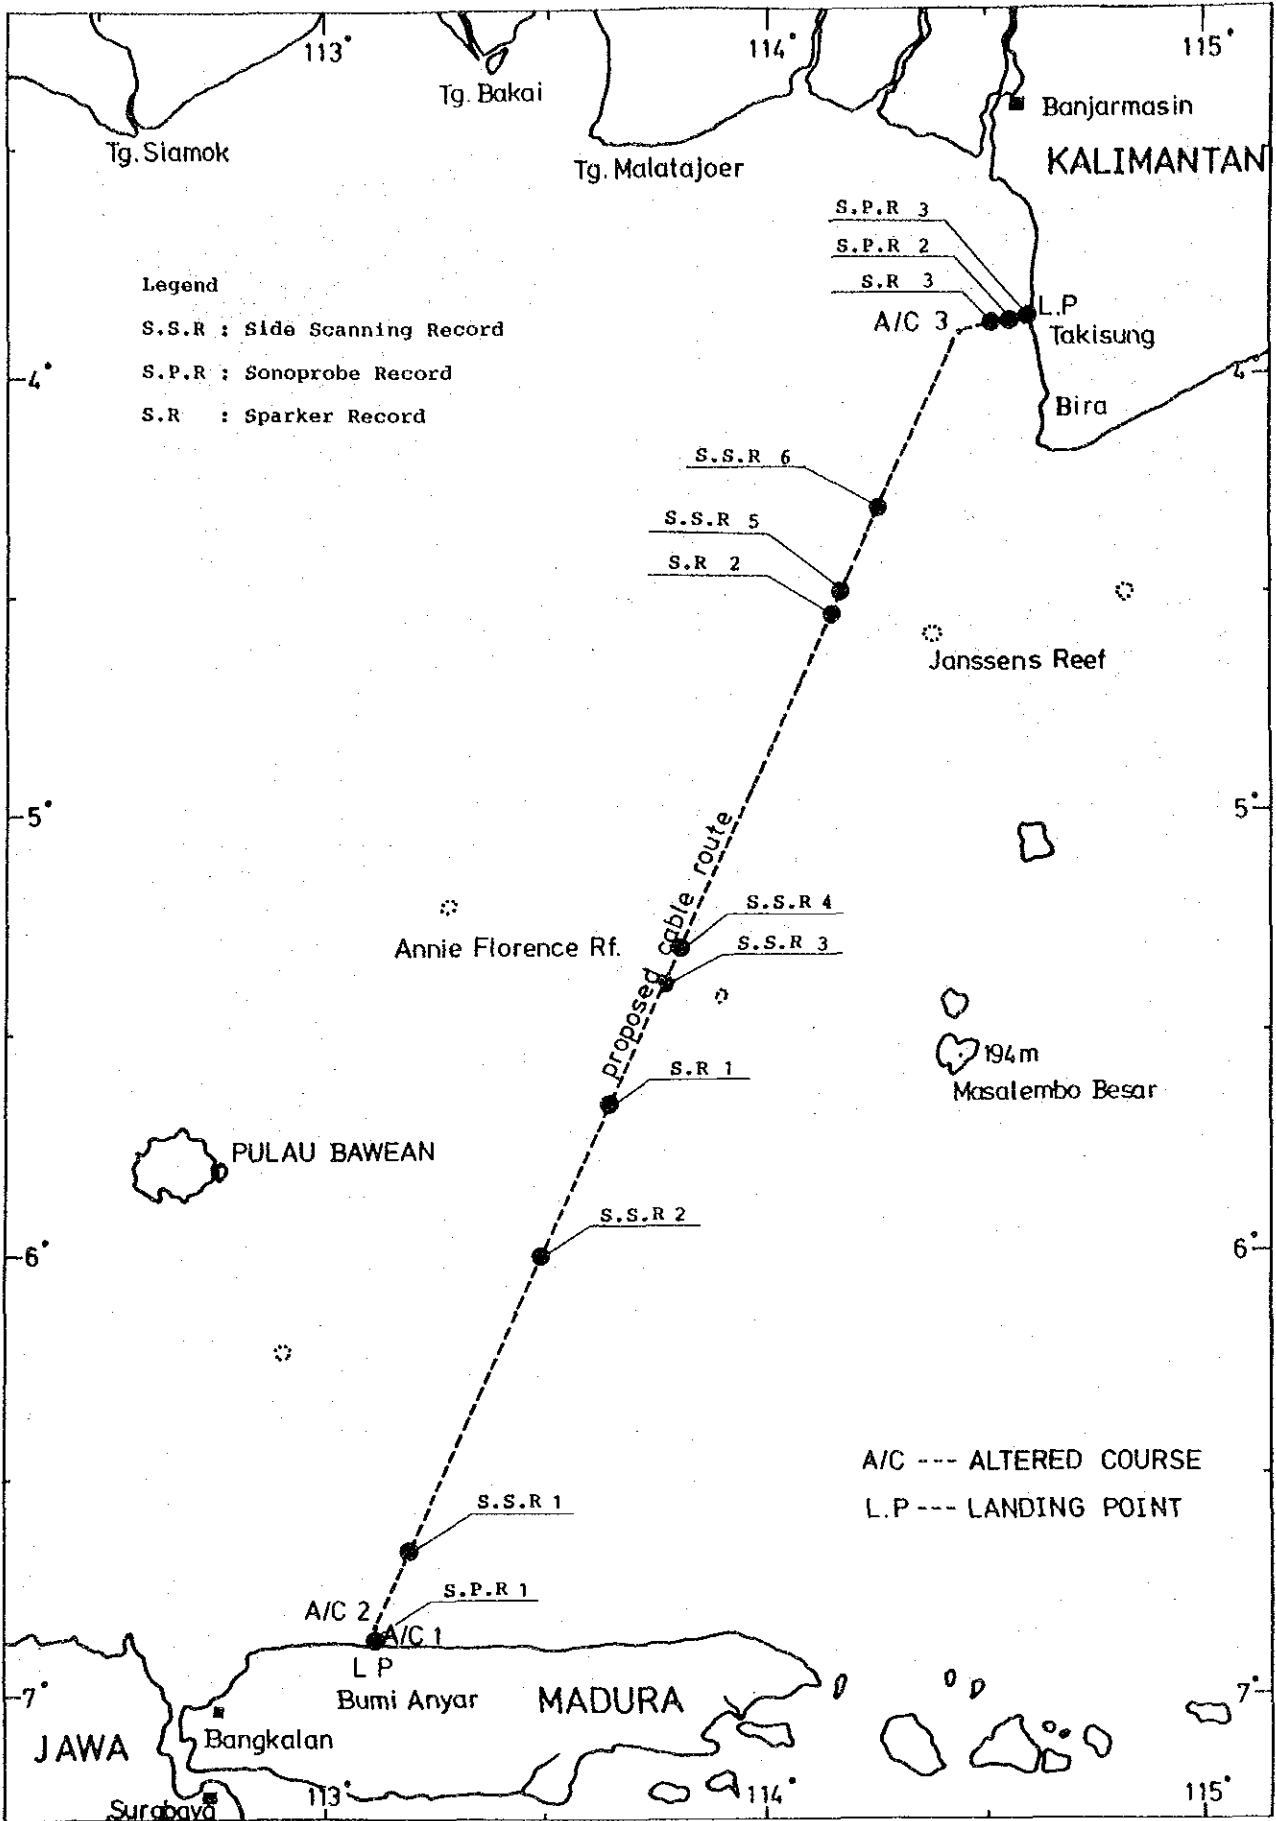 113°
114°
115°
Tg. Bakai
Banjarmasin
Tg. Siamok
Tg. Malatajoer
KALIMANTAN
S.P.R 3
S.P.R 2
S.R 3
Legend
S.S.R : Side Scanning Record
S.P.R : Sonoprobe Record
S.R : Sparker Record
A/C 3
L.P
Takisung
4°
4°
Bira
S.S.R 6
S.S.R 5
S.R 2
Janssens Reef
5°
5°
proposed cable route
S.S.R 4
Annie Florence Rf.
S.S.R 3
194m
Masalembo Besar
S.R 1
PULAU BAWEAN
S.S.R 2
6°
6°
A/C --- ALTERED COURSE
L.P --- LANDING POINT
S.S.R 1
S.P.R 1
A/C 2
A/C 1
L P
Bumi Anyar
MADURA
7°
7°
JAWA
Bangkalan
Surabaya
113°
114°
115°